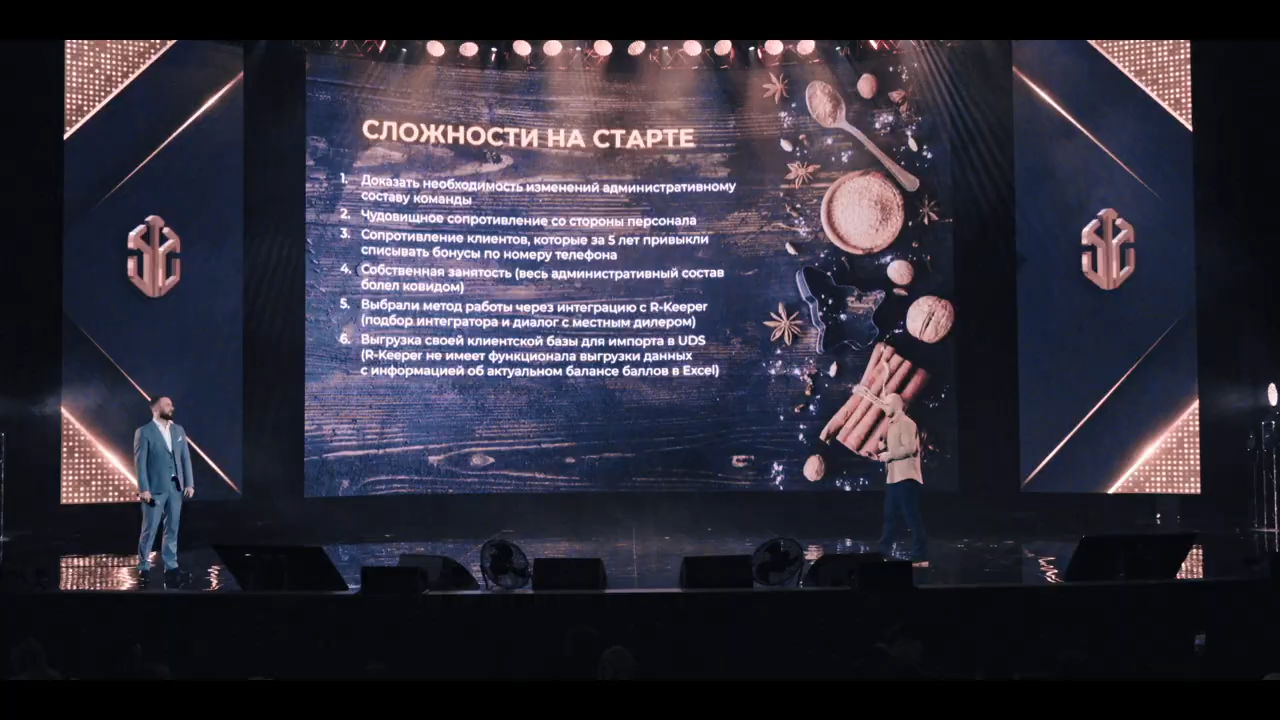 СЛОЖНОСТИ НА СТАРТЕ
1. Доказать необходимость изменений административному
составу команды
2. Чудовищное сопротивление со стороны персонала
3. Сопротивление клиентов, которые за 5 лет привыкли
списывать бонусы по номеру телефона
4. Собственная занятость (весь административный состав
болел ковидом)
5. Выбрали метод работы через интеграцию с R-Keeper
(подбор интегратора и диалог с местным дилером)
6. Выгрузка своей клиентской базы для импорта в UDS
(R-Keeper не имеет функционала выгрузки данных
с информацией об актуальном балансе баллов в Excel)